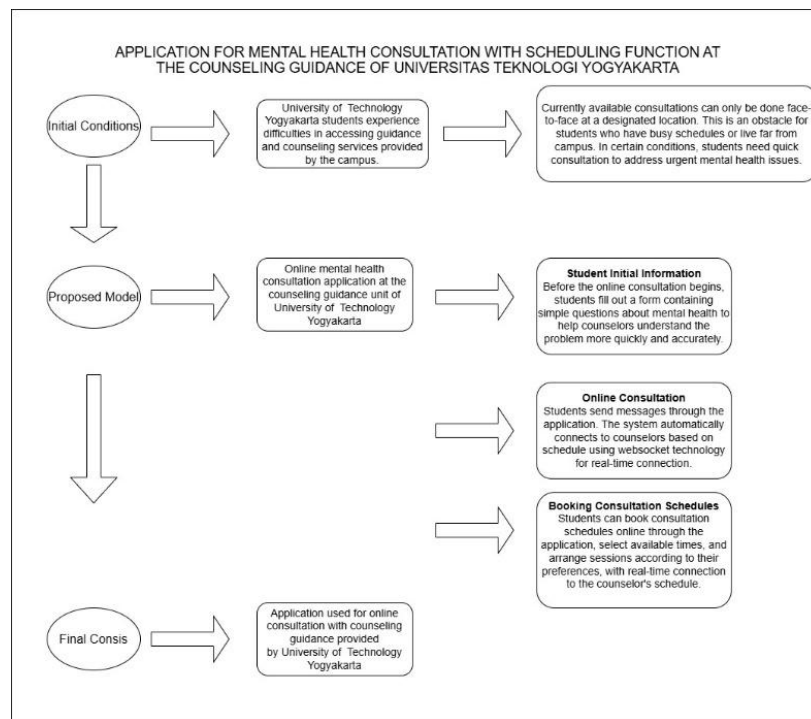 APPLICATION FOR MENTAL HEALTH CONSULTATION WITH SCHEDULING FUNCTION AT
THE COUNSELING GUIDANCE OF UNIVERSITAS TEKNOLOGI YOGYAKARTA
Initial Conditions
University of Technology
Yogyakarta students experience
difficulties in accessing guidance
and counseling services provided
by the campus.
Currently available consultations can only be done face-
to-face at a designated location. This is an obstacle for
students who have busy schedules or live far from
campus. In certain conditions, students need quick
consultation to address urgent mental health issues.
Proposed Model
Online mental health
consultation application at the
counseling guidance unit of
University of Technology
Yogyakarta
Student Initial Information
Before the online consultation begins,
students fill out a form containing
simple questions about mental health to
help counselors understand the
problem more quickly and accurately.
Online Consultation
Students send messages through the
application. The system automatically
connects to counselors based on
schedule using websocket technology
for real-time connection.
Booking Consultation Schedules
Students can book consultation
schedules online through the
application, select available times, and
arrange sessions according to their
preferences, with real-time connection
to the counselor's schedule.
Final Consis
Application used for online
consultation with counseling
guidance provided
by University of Technology
Yogyakarta